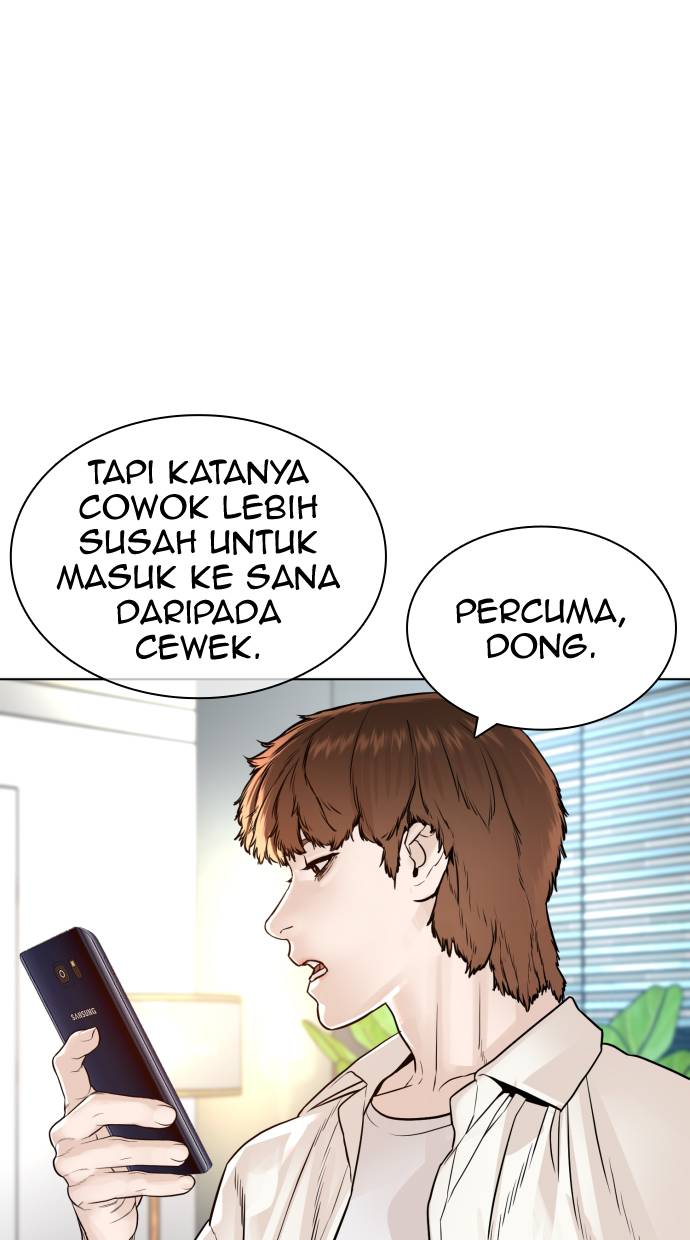 TAPI KATANYA
COWOK LEBIH
SUSAH UNTUK
MASUK KE SANA
DARIPADA
CEWEK.
PERCUMA,
DONG.
SAMSUNG